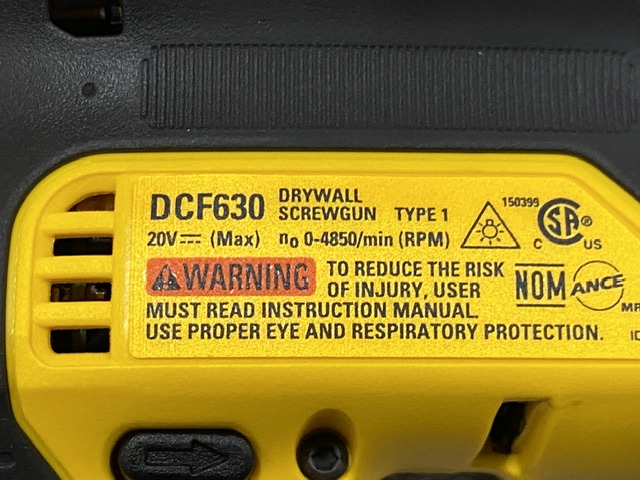 DCF630 DRYWALL SCREWGUN TYPE 1
20V⎓ (Max) n₀ 0-4850/min (RPM)
150399
C SA® US
WARNING TO REDUCE THE RISK
OF INJURY, USER
MUST READ INSTRUCTION MANUAL.
USE PROPER EYE AND RESPIRATORY PROTECTION.
NOM
ANCE